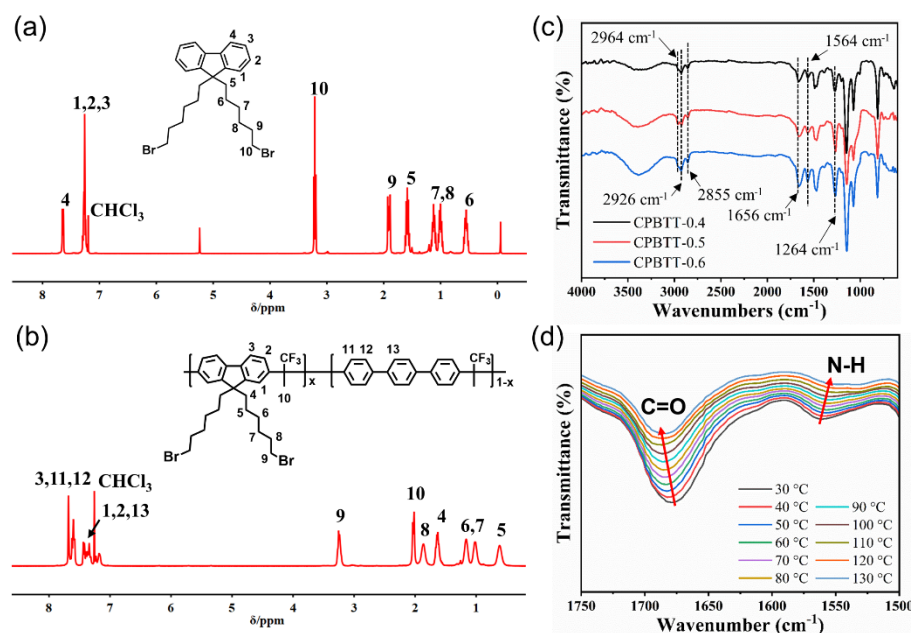 (a)
4
3
2
1
5
6
7
8
9
10
Br
Br
10
1,2,3
4
CHCl₃
9
5
7,8
6
8 7 6 5 4 3 2 1 0
δ/ppm
(b)
3
2
1
4
5
6
7
8
9
10
CF₃
x
11 12 13
CF₃
1-x
Br
Br
3,11,12
CHCl₃
1,2,13
9
10
8
4
6,7
5
8 7 6 5 4 3 2 1
δ/ppm
(c)
2964 cm⁻¹
1564 cm⁻¹
2926 cm⁻¹
2855 cm⁻¹
1656 cm⁻¹
1264 cm⁻¹
CPBTT-0.4
CPBTT-0.5
CPBTT-0.6
Transmittance (%)
4000 3500 3000 2500 2000 1500 1000
Wavenumbers (cm⁻¹)
(d)
C=O
N-H
30 °C
40 °C
50 °C
60 °C
70 °C
80 °C
90 °C
100 °C
110 °C
120 °C
130 °C
Transmittance (%)
1750 1700 1650 1600 1550 1500
Wavenumber (cm⁻¹)